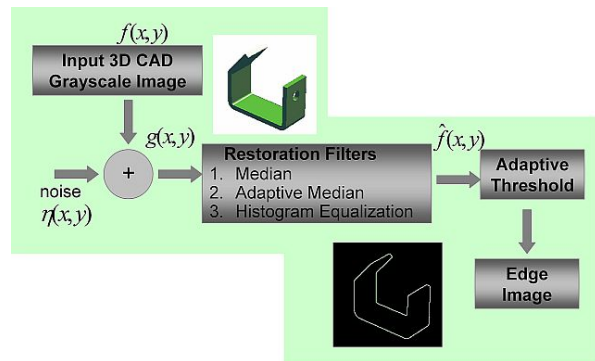 f(x,y)
Input 3D CAD
Grayscale Image
g(x,y)
+
noise
η(x,y)
Restoration Filters
1. Median
2. Adaptive Median
3. Histogram Equalization
f̂(x,y)
Adaptive
Threshold
Edge
Image